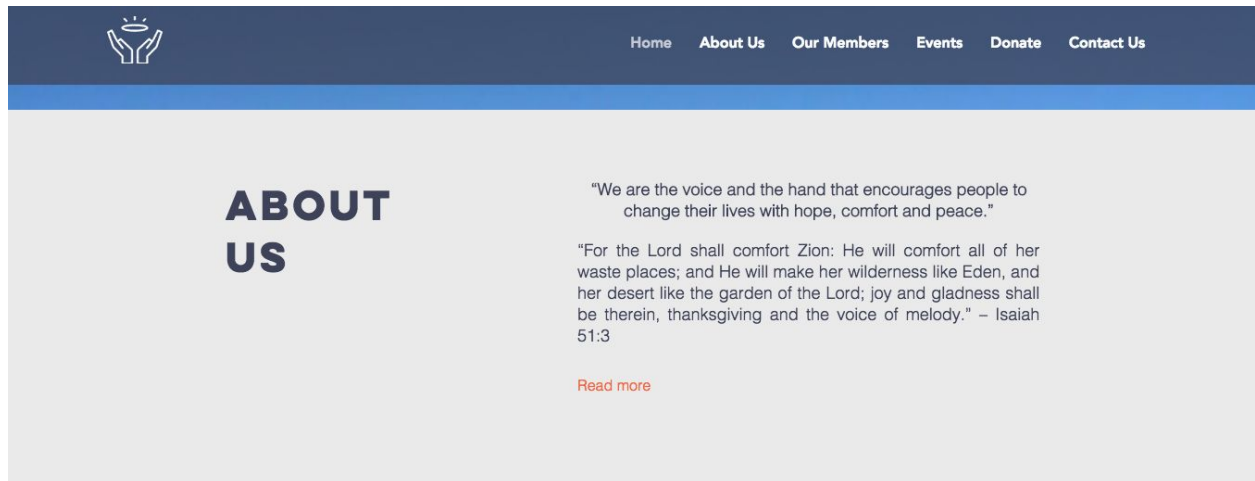 Home About Us Our Members Events Donate Contact Us
ABOUT
US
“We are the voice and the hand that encourages people to
change their lives with hope, comfort and peace.”
“For the Lord shall comfort Zion: He will comfort all of her
waste places; and He will make her wilderness like Eden, and
her desert like the garden of the Lord; joy and gladness shall
be therein, thanksgiving and the voice of melody.” – Isaiah
51:3
Read more